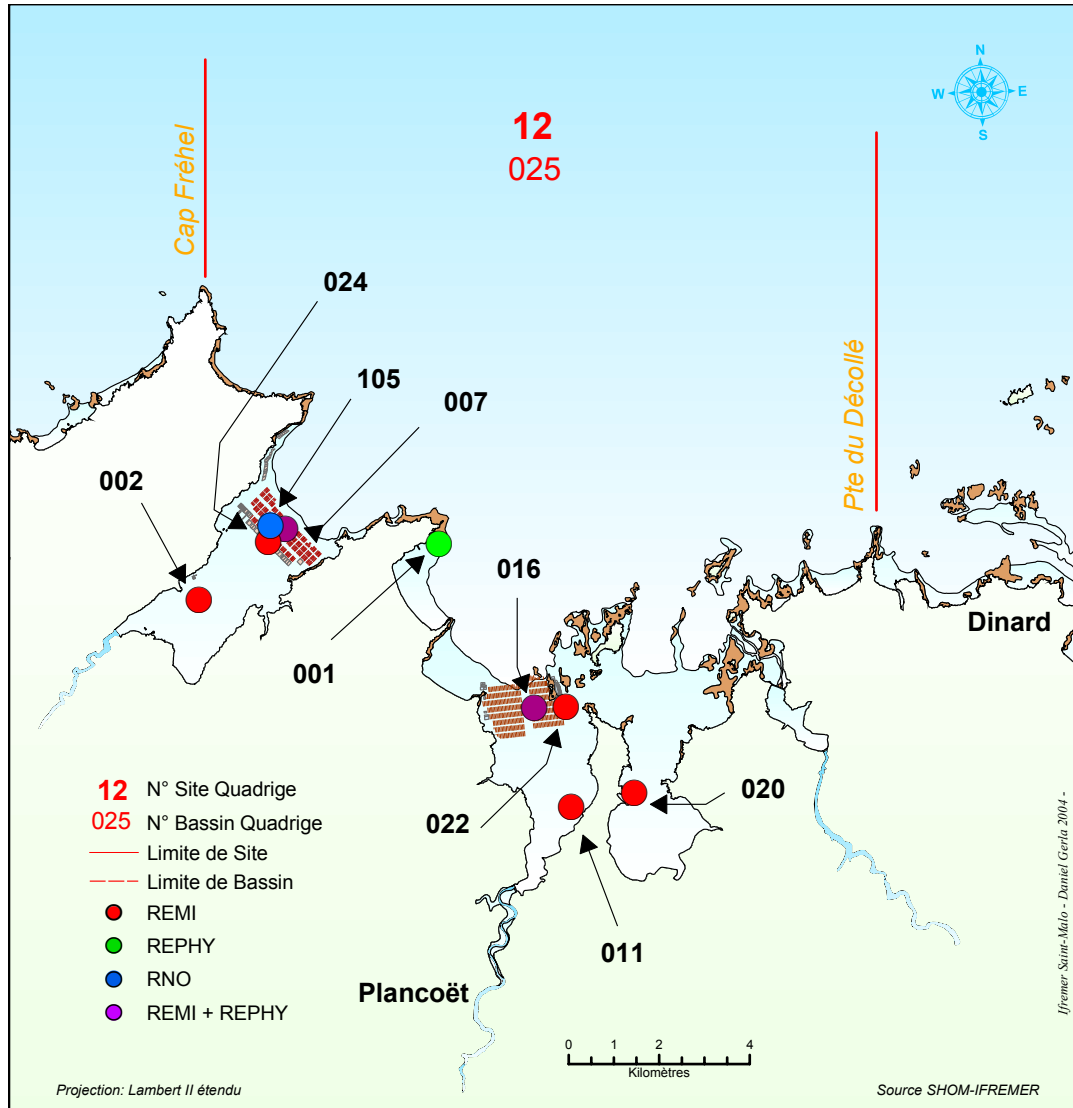 N
W
E
S
12
025
Cap Fréhel
Pte du Décollé
024
105
007
002
016
001
Dinard
022
020
011
Plancoët
12 N° Site Quadrige
025 N° Bassin Quadrige
Limite de Site
Limite de Bassin
REMI
REPHY
RNO
REMI + REPHY
0 1 2 4
Kilomètres
Projection: Lambert II étendu
Source SHOM-IFREMER
Ifremer Saint-Malo - Daniel Gerla 2004 -